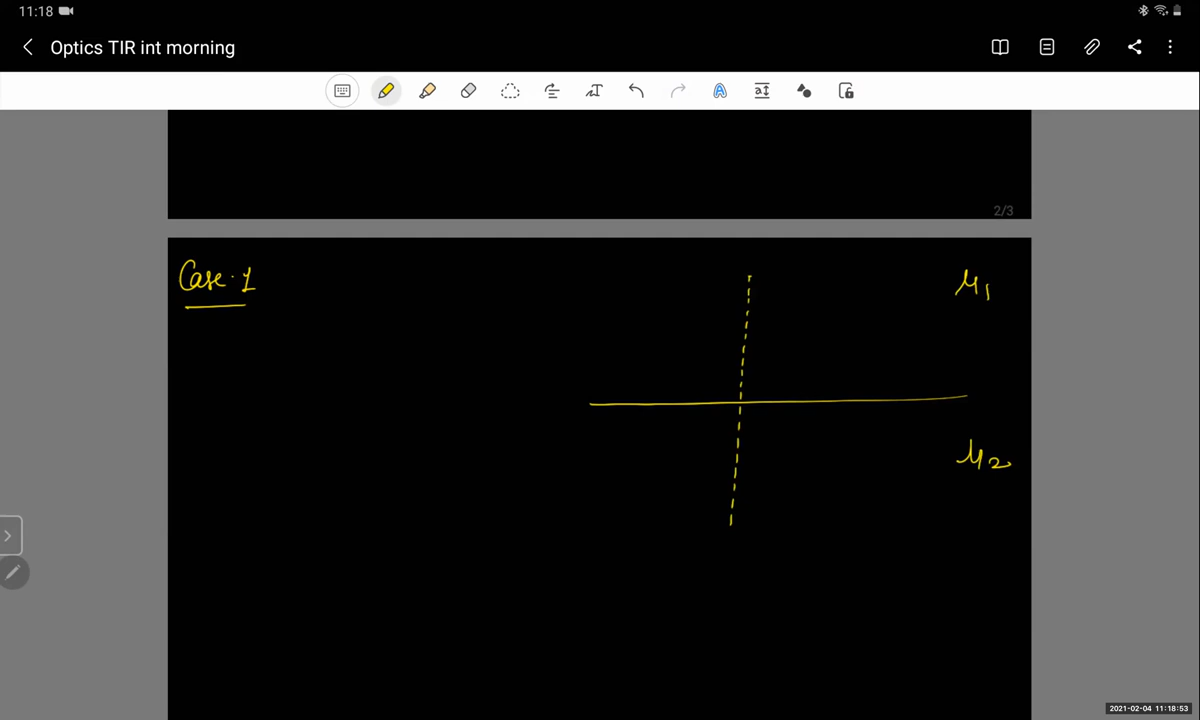 11:18
Optics TIR int morning
2/3
Case-1
μ1
μ2
2021-02-04 11:18:53